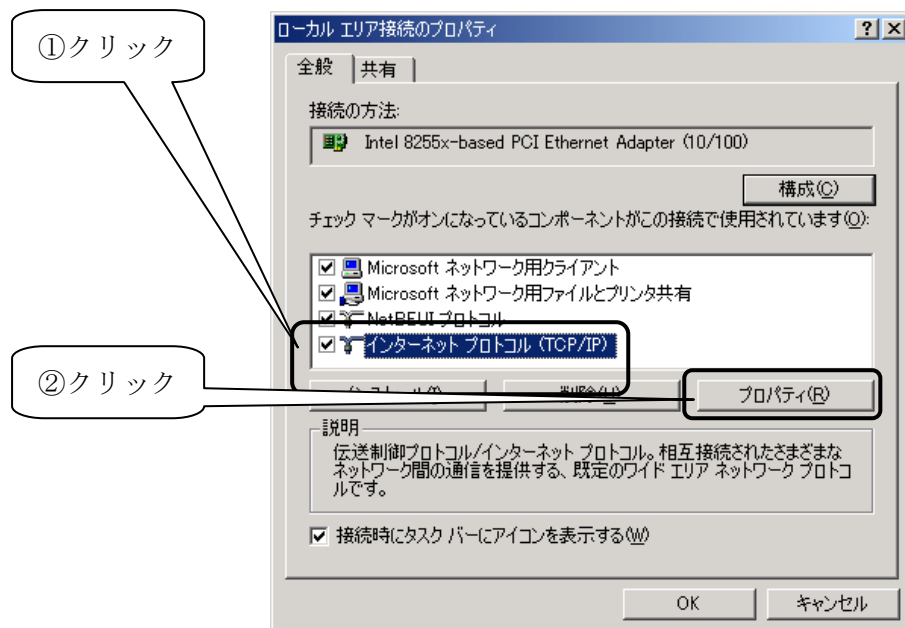 ①クリック
ローカル エリア接続のプロパティ
全般 共有
接続の方法:
Intel 8255x-based PCI Ethernet Adapter (10/100)
構成(C)
チェック マークがオンになっているコンポーネントがこの接続で使用されています(O):
Microsoft ネットワーク用クライアント
Microsoft ネットワーク用ファイルとプリンタ共有
NetBEUI プロトコル
インターネット プロトコル (TCP/IP)
②クリック
インストール(I) 削除(U) プロパティ(R)
説明
伝送制御プロトコル/インターネット プロトコル。相互接続されたさまざまな
ネットワーク間の通信を提供する、既定のワイド エリア ネットワーク プロトコ
ルです。
接続時にタスク バーにアイコンを表示する(W)
OK キャンセル